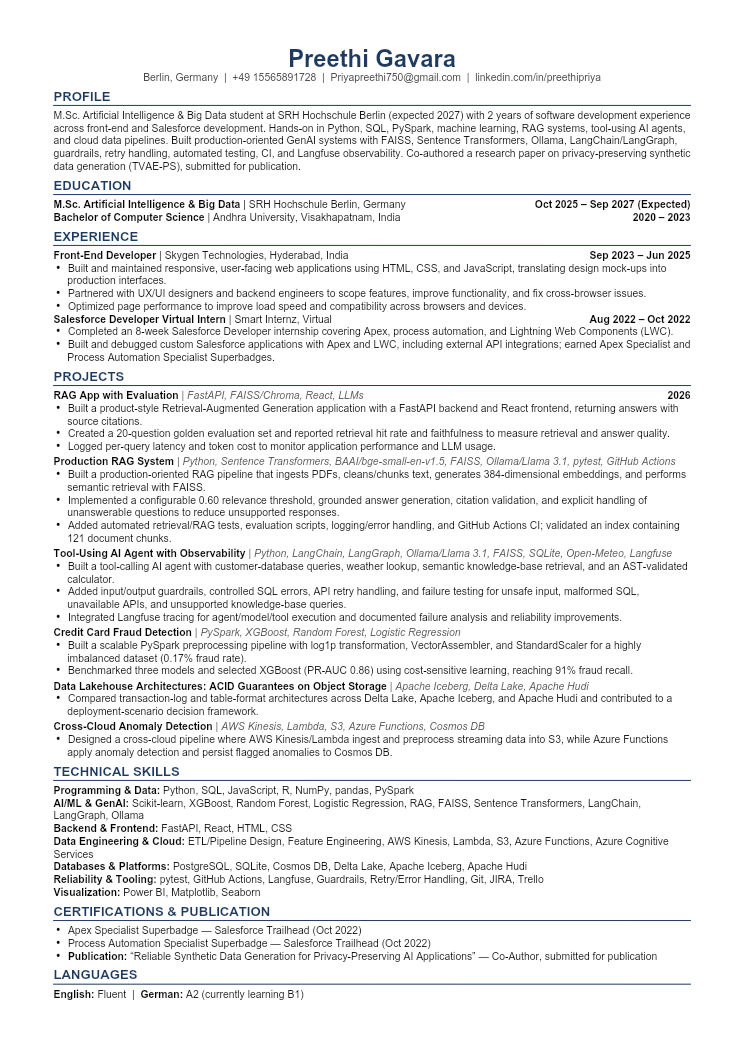 Preethi Gavara
Berlin, Germany | +49 15565891728 | Priyapreethi750@gmail.com | linkedin.com/in/preethipriya
PROFILE
M.Sc. Artificial Intelligence & Big Data student at SRH Hochschule Berlin (expected 2027) with 2 years of software development experience
across front-end and Salesforce development. Hands-on in Python, SQL, PySpark, machine learning, RAG systems, tool-using AI agents,
and cloud data pipelines. Built production-oriented GenAI systems with FAISS, Sentence Transformers, Ollama, LangChain/LangGraph,
guardrails, retry handling, automated testing, CI, and Langfuse observability. Co-authored a research paper on privacy-preserving synthetic
data generation (TVAE-PS), submitted for publication.
EDUCATION
M.Sc. Artificial Intelligence & Big Data | SRH Hochschule Berlin, Germany Oct 2025 – Sep 2027 (Expected)
Bachelor of Computer Science | Andhra University, Visakhapatnam, India 2020 – 2023
EXPERIENCE
Front-End Developer | Skygen Technologies, Hyderabad, India Sep 2023 – Jun 2025
• Built and maintained responsive, user-facing web applications using HTML, CSS, and JavaScript, translating design mock-ups into
production interfaces.
• Partnered with UX/UI designers and backend engineers to scope features, improve functionality, and fix cross-browser issues.
• Optimized page performance to improve load speed and compatibility across browsers and devices.
Salesforce Developer Virtual Intern | Smart Internz, Virtual Aug 2022 – Oct 2022
• Completed an 8-week Salesforce Developer internship covering Apex, process automation, and Lightning Web Components (LWC).
• Built and debugged custom Salesforce applications with Apex and LWC, including external API integrations; earned Apex Specialist and
Process Automation Specialist Superbadges.
PROJECTS
RAG App with Evaluation | FastAPI, FAISS/Chroma, React, LLMs 2026
• Built a product-style Retrieval-Augmented Generation application with a FastAPI backend and React frontend, returning answers with
source citations.
• Created a 20-question golden evaluation set and reported retrieval hit rate and faithfulness to measure retrieval and answer quality.
• Logged per-query latency and token cost to monitor application performance and LLM usage.
Production RAG System | Python, Sentence Transformers, BAAI/bge-small-en-v1.5, FAISS, Ollama/Llama 3.1, pytest, GitHub Actions
• Built a production-oriented RAG pipeline that ingests PDFs, cleans/chunks text, generates 384-dimensional embeddings, and performs
semantic retrieval with FAISS.
• Implemented a configurable 0.60 relevance threshold, grounded answer generation, citation validation, and explicit handling of
unanswerable questions to reduce unsupported responses.
• Added automated retrieval/RAG tests, evaluation scripts, logging/error handling, and GitHub Actions CI; validated an index containing
121 document chunks.
Tool-Using AI Agent with Observability | Python, LangChain, LangGraph, Ollama/Llama 3.1, FAISS, SQLite, Open-Meteo, Langfuse
• Built a tool-calling AI agent with customer-database queries, weather lookup, semantic knowledge-base retrieval, and an AST-validated
calculator.
• Added input/output guardrails, controlled SQL errors, API retry handling, and failure testing for unsafe input, malformed SQL,
unavailable APIs, and unsupported knowledge-base queries.
• Integrated Langfuse tracing for agent/model/tool execution and documented failure analysis and reliability improvements.
Credit Card Fraud Detection | PySpark, XGBoost, Random Forest, Logistic Regression
• Built a scalable PySpark preprocessing pipeline with log1p transformation, VectorAssembler, and StandardScaler for a highly
imbalanced dataset (0.17% fraud rate).
• Benchmarked three models and selected XGBoost (PR-AUC 0.86) using cost-sensitive learning, reaching 91% fraud recall.
Data Lakehouse Architectures: ACID Guarantees on Object Storage | Apache Iceberg, Delta Lake, Apache Hudi
• Compared transaction-log and table-format architectures across Delta Lake, Apache Iceberg, and Apache Hudi and contributed to a
deployment-scenario decision framework.
Cross-Cloud Anomaly Detection | AWS Kinesis, Lambda, S3, Azure Functions, Cosmos DB
• Designed a cross-cloud pipeline where AWS Kinesis/Lambda ingest and preprocess streaming data into S3, while Azure Functions
apply anomaly detection and persist flagged anomalies to Cosmos DB.
TECHNICAL SKILLS
Programming & Data: Python, SQL, JavaScript, R, NumPy, pandas, PySpark
AI/ML & GenAI: Scikit-learn, XGBoost, Random Forest, Logistic Regression, RAG, FAISS, Sentence Transformers, LangChain,
LangGraph, Ollama
Backend & Frontend: FastAPI, React, HTML, CSS
Data Engineering & Cloud: ETL/Pipeline Design, Feature Engineering, AWS Kinesis, Lambda, S3, Azure Functions, Azure Cognitive
Services
Databases & Platforms: PostgreSQL, SQLite, Cosmos DB, Delta Lake, Apache Iceberg, Apache Hudi
Reliability & Tooling: pytest, GitHub Actions, Langfuse, Guardrails, Retry/Error Handling, Git, JIRA, Trello
Visualization: Power BI, Matplotlib, Seaborn
CERTIFICATIONS & PUBLICATION
• Apex Specialist Superbadge — Salesforce Trailhead (Oct 2022)
• Process Automation Specialist Superbadge — Salesforce Trailhead (Oct 2022)
• Publication: “Reliable Synthetic Data Generation for Privacy-Preserving AI Applications” — Co-Author, submitted for publication
LANGUAGES
English: Fluent | German: A2 (currently learning B1)